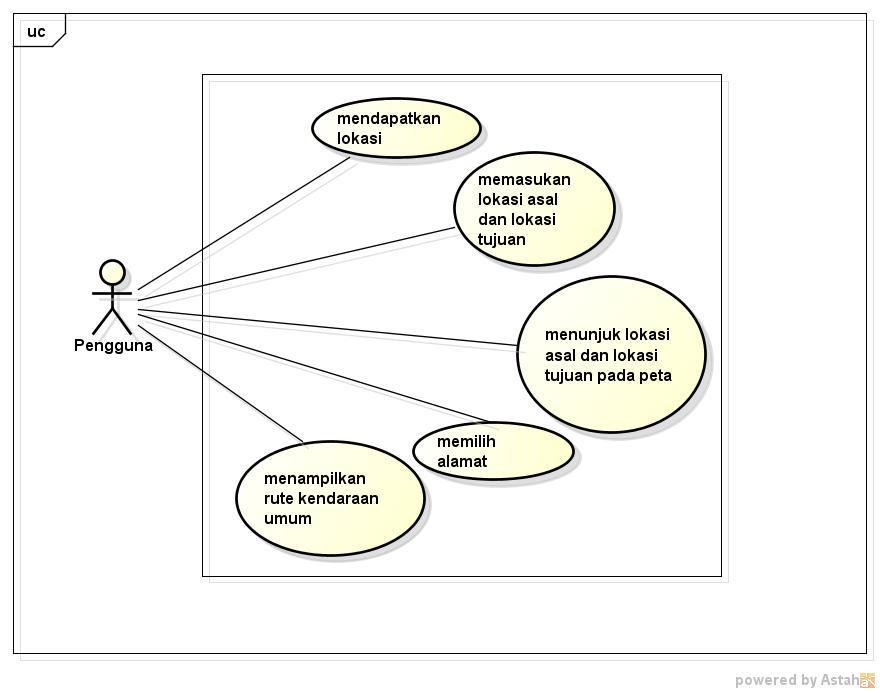 uc
mendapatkan
lokasi
memasukan
lokasi asal
dan lokasi
tujuan
menunjuk lokasi
asal dan lokasi
tujuan pada peta
Pengguna
memilih
alamat
menampilkan
rute kendaraan
umum
powered by Astah